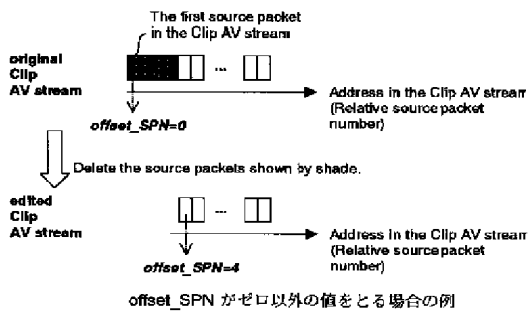 The first source packet
in the Clip AV stream
original
Clip
AV stream
...
Address in the Clip AV stream
(Relative source packet
number)
offset_SPN=0
Delete the source packets shown by shade.
edited
Clip
AV stream
...
Address in the Clip AV stream
(Relative source packet
number)
offset_SPN=4
offset_SPN がゼロ以外の値をとる場合の例